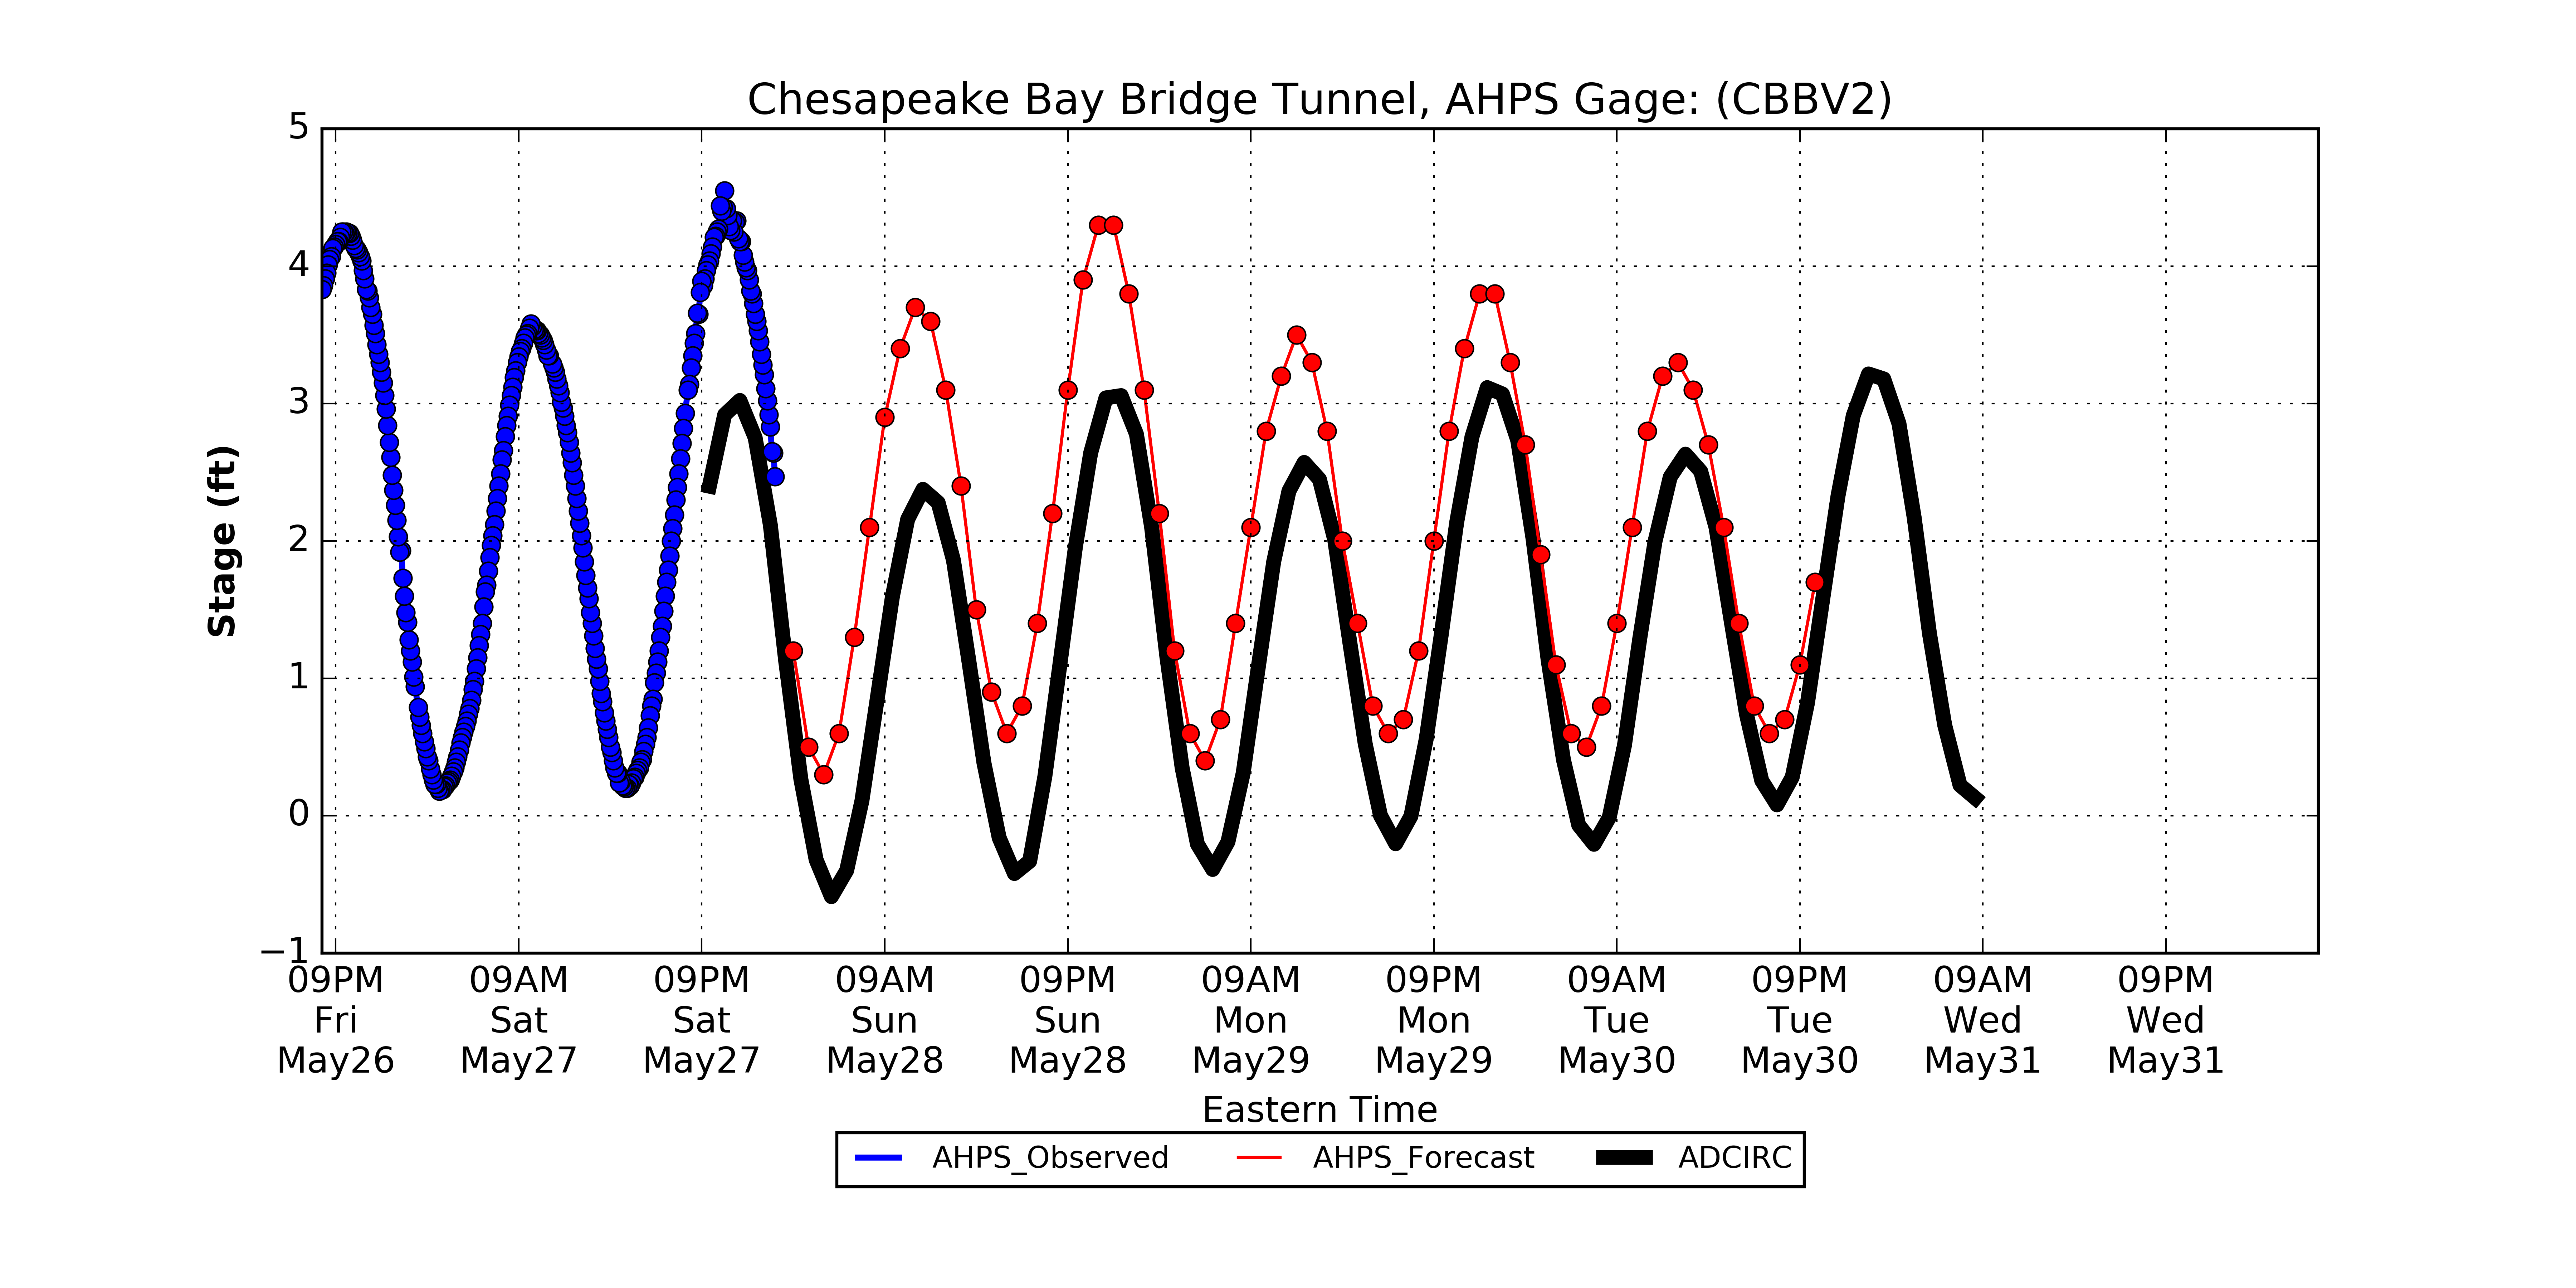 Chesapeake Bay Bridge Tunnel, AHPS Gage: (CBBV2)
5
4
3
2
1
0
−1
Stage (ft)
09PM 09AM 09PM 09AM 09PM 09AM 09PM 09AM 09PM 09AM 09PM
Fri Sat Sat Sun Sun Mon Mon Tue Tue Wed Wed
May26 May27 May27 May28 May28 May29 May29 May30 May30 May31 May31
Eastern Time
AHPS_Observed AHPS_Forecast ADCIRC